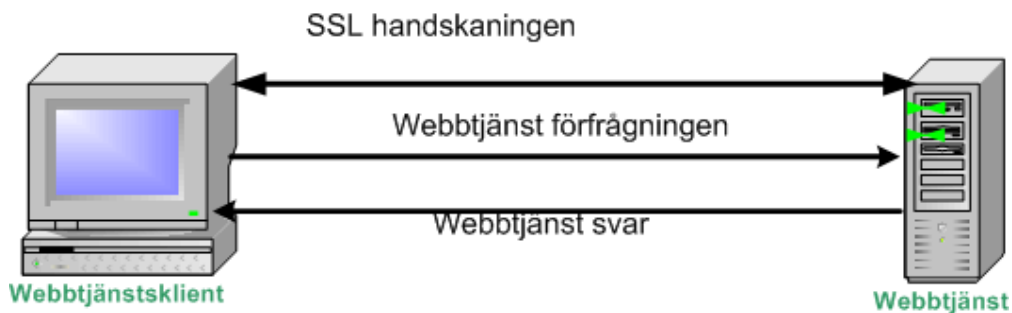 SSL handskaningen
Webbtjänst förfrågningen
Webbtjänst svar
Webbtjänstsklient
Webbtjänst